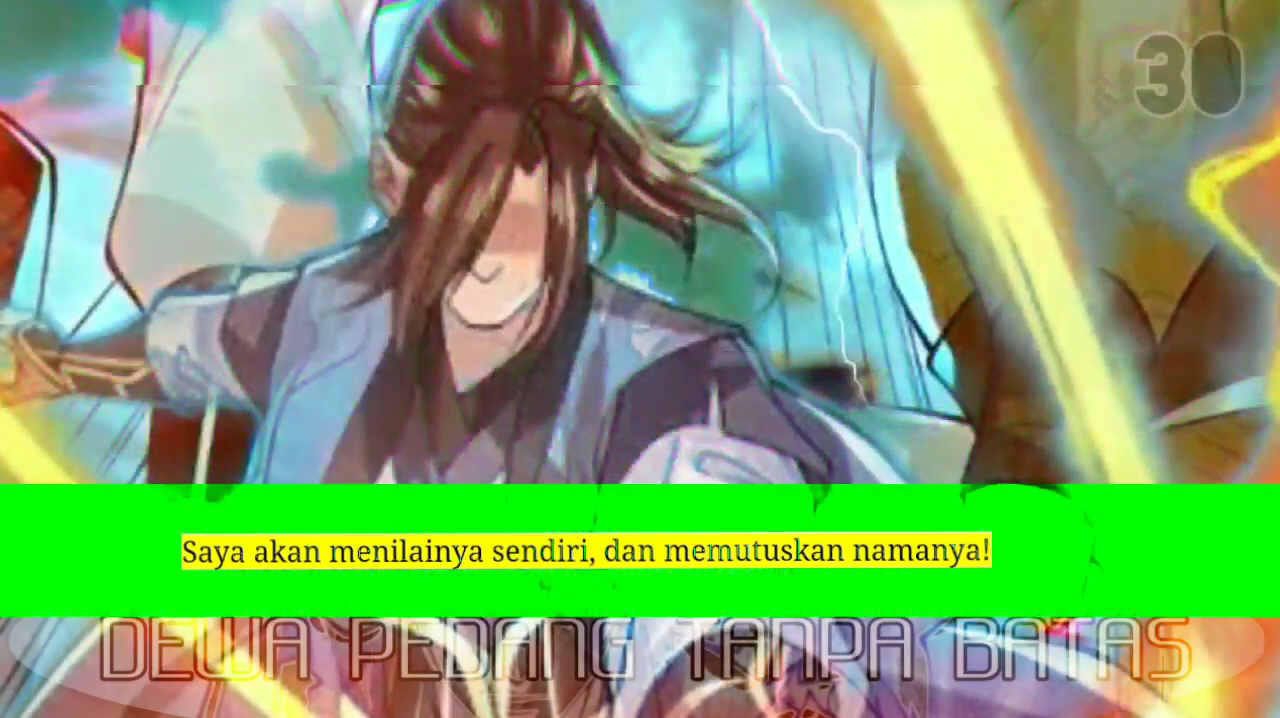 30
Saya akan menilainya sendiri, dan memutuskan namanya!
DEWA PEDANG TANPA BATAS